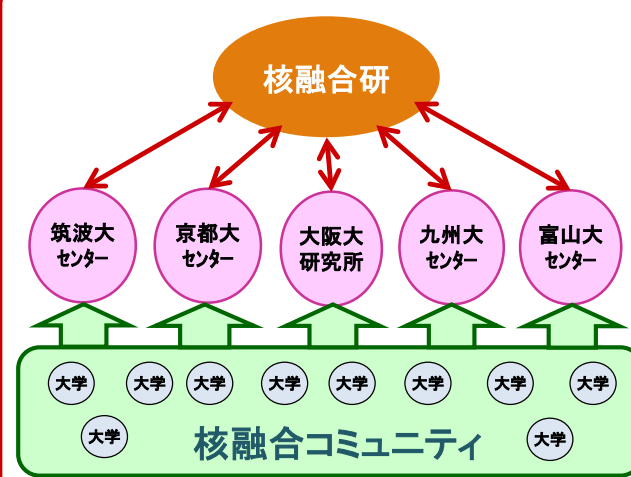 核融合研
筑波大
センター
京都大
センター
大阪大
研究所
九州大
センター
富山大
センター
大学
大学
大学
大学
大学
大学
大学
大学
大学
核融合コミュニティ
大学